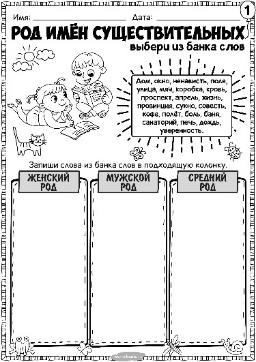 Имя: Дата:
1
РОД ИМЁН СУЩЕСТВИТЕЛЬНЫХ
выбери из банка слов
Дом, окно, ненависть, поле,
улица, мяч, коробка, кровь,
проспект, апрель, жизнь,
провинция, сукно, совесть,
кофе, полёт, боль, баня,
санаторий, печь, дождь,
уверенность.
Запиши слова из банка слов в подходящую колонку.
ЖЕНСКИЙ РОД
МУЖСКОЙ РОД
СРЕДНИЙ РОД